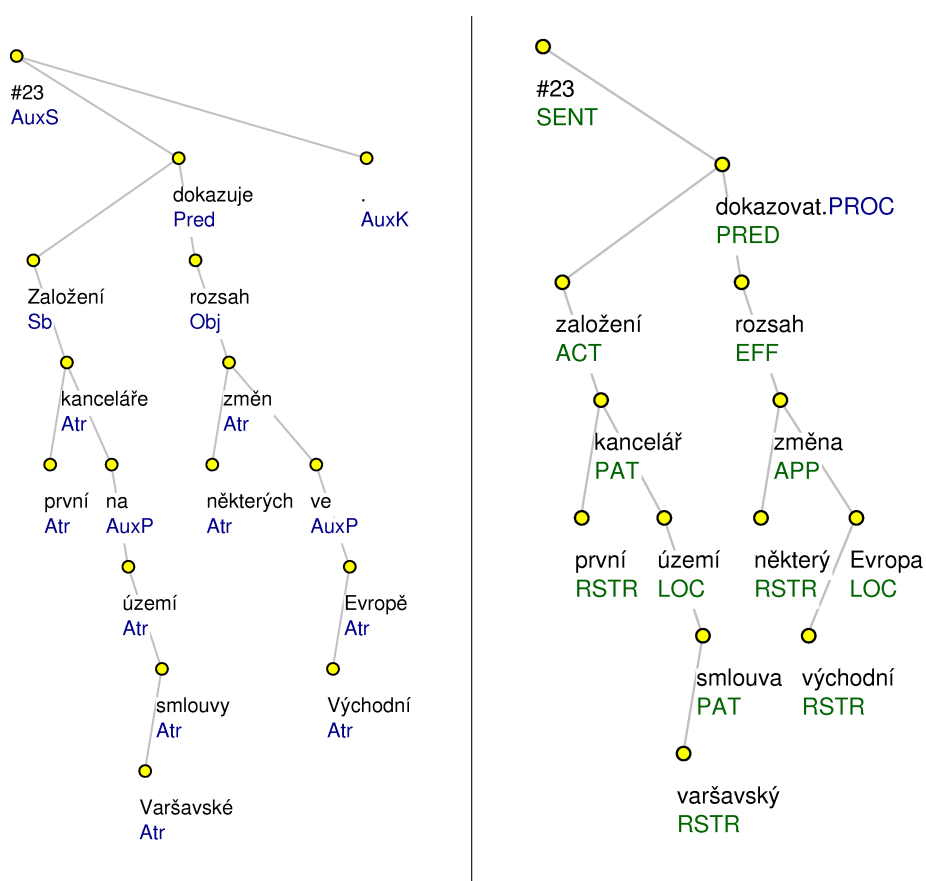 #23
AuxS
dokazuje
Pred
.
AuxK
Založení
Sb
rozsah
Obj
kanceláře
Atr
změn
Atr
první na některých ve
Atr AuxP Atr AuxP
území Evropě
Atr Atr
smlouvy Východní
Atr Atr
Varšavské
Atr
#23
SENT
dokazovat.PROC
PRED
založení rozsah
ACT EFF
kancelář změna
PAT APP
první území některý Evropa
RSTR LOC RSTR LOC
smlouva východní
PAT RSTR
varšavský
RSTR